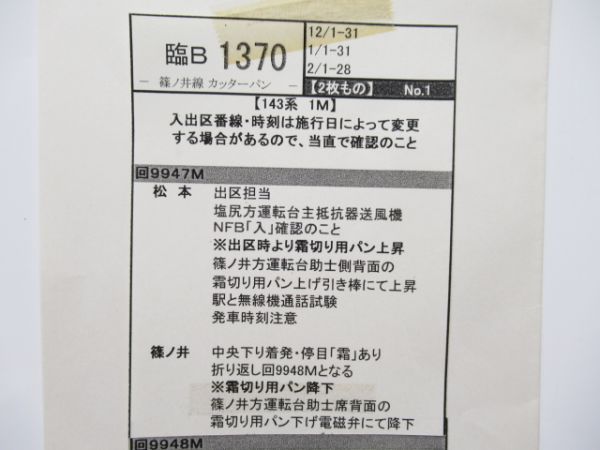 臨B 1370
― 篠ノ井線 カッターパン ―
12/1-31
1/1-31
2/1-28
【2枚もの】 No.1
【143系 1M】
入出区番線・時刻は施行日によって変更
する場合があるので、当直で確認のこと
回9947M
松本 出区担当
塩尻方運転台主抵抗器送風機
NFB「入」確認のこと
※出区時より霜切り用パン上昇
篠ノ井方運転台助士側背面の
霜切り用パン上げ引き棒にて上昇
駅と無線機通話試験
発車時刻注意
篠ノ井 中央下り着発・停目「霜」あり
折り返し回9948Mとなる
※霜切り用パン降下
篠ノ井方運転台助士席背面の
霜切り用パン下げ電磁弁にて降下
回9948M